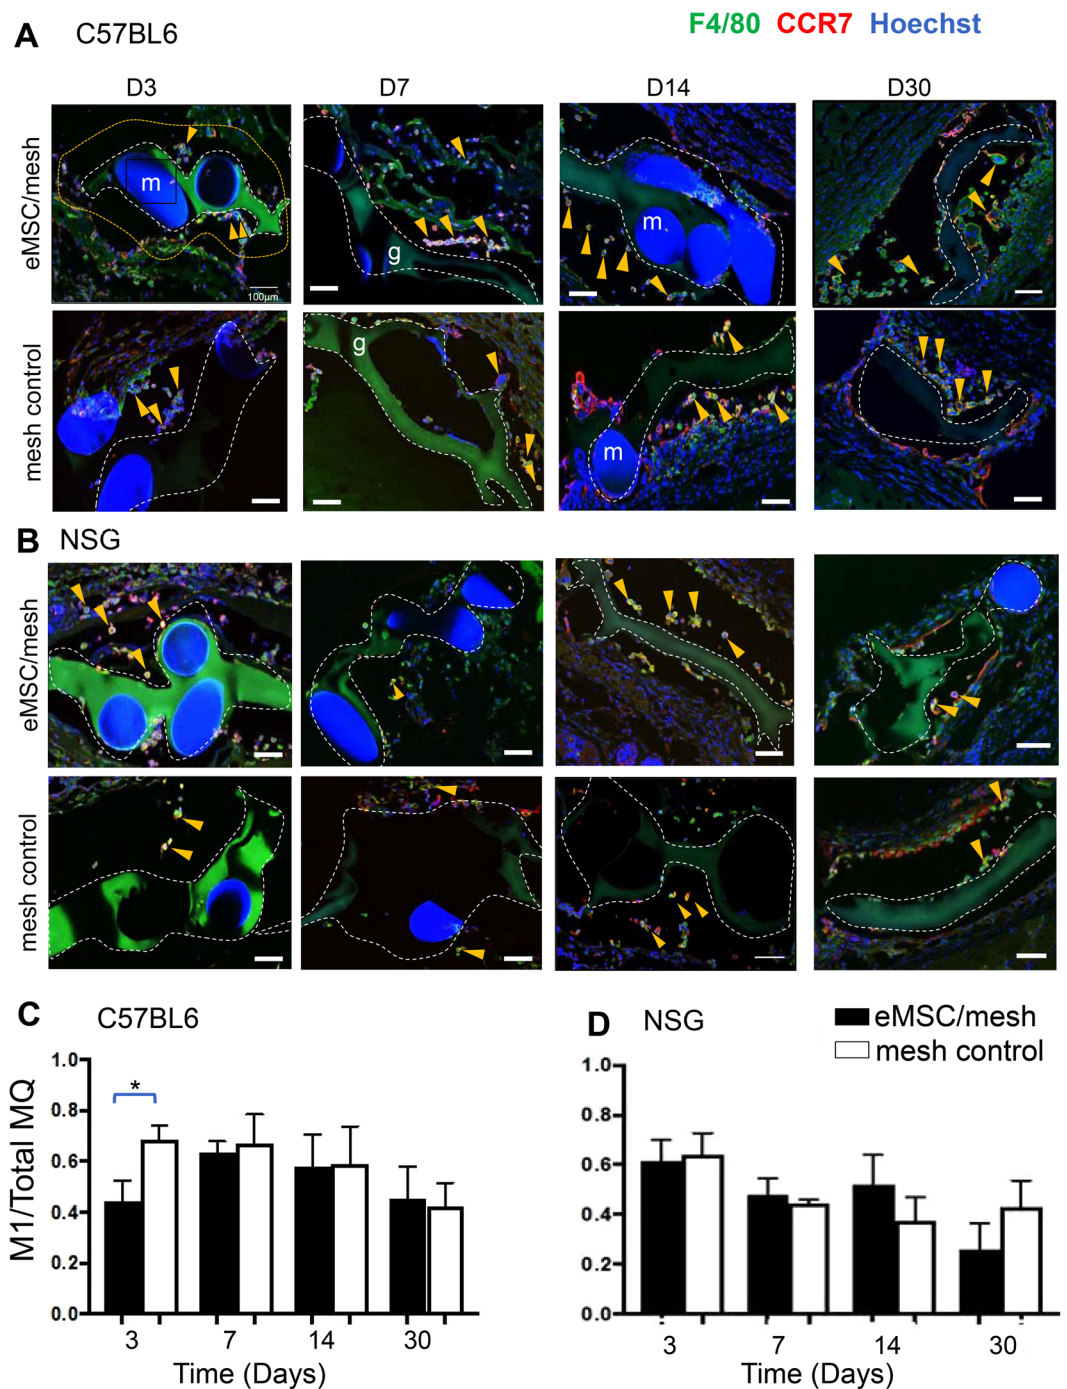 A C57BL6 F4/80 CCR7 Hoechst
D3 D7 D14 D30
eMSC/mesh
m
g
m
100µm
mesh control
g
m
B NSG
eMSC/mesh
mesh control
C C57BL6
M1/Total MQ
1.0
0.8
0.6
0.4
0.2
0.0
*
3 7 14 30
Time (Days)
D NSG
eMSC/mesh
mesh control
1.0
0.8
0.6
0.4
0.2
0.0
3 7 14 30
Time (Days)